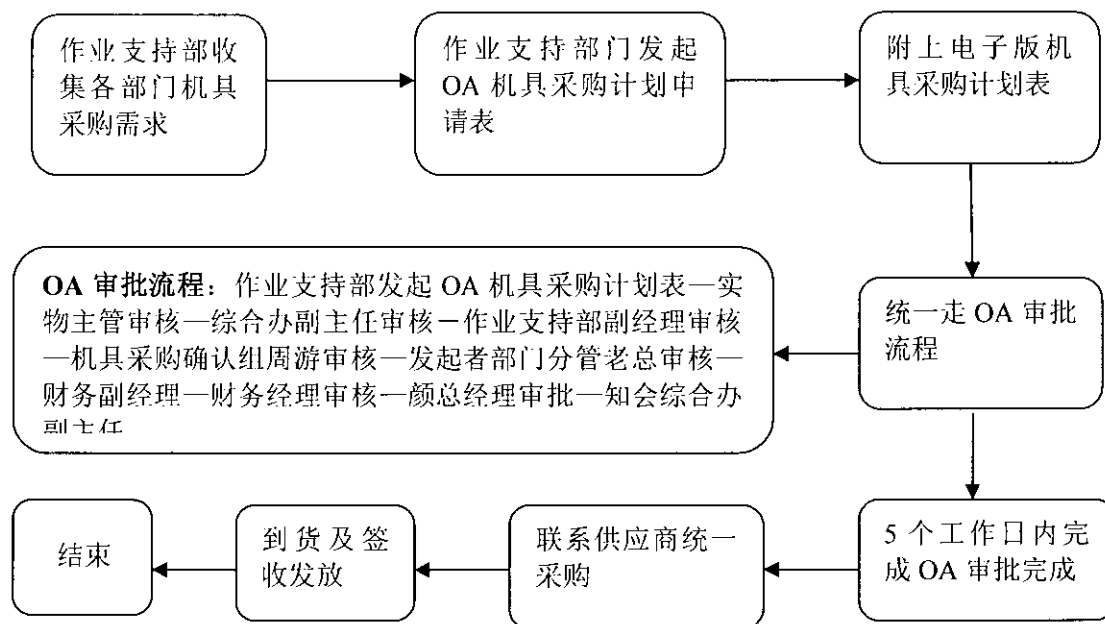 作业支持部收
集各部门机具
采购需求
作业支持部门发起
OA 机具采购计划申
请表
附上电子版机
具采购计划表
OA 审批流程：作业支持部发起 OA 机具采购计划表—实
物主管审核—综合办副主任审核－作业支持部副经理审核
—机具采购确认组周游审核—发起者部门分管老总审核—
财务副经理—财务经理审核—颜总经理审批—知会综合办
副主任
统一走 OA 审批
流程
5 个工作日内完
成 OA 审批完成
联系供应商统一
采购
到货及签
收发放
结束